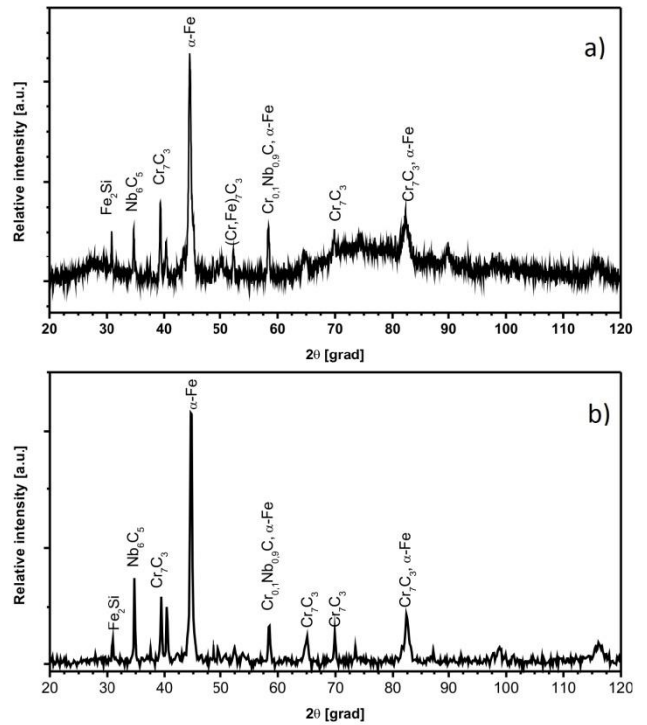 a)
Relative intensity [a.u.]
Fe₂Si
Nb₆C₅
Cr₇C₃
α-Fe
(Cr,Fe)₇C₃
Cr₀,₁Nb₀,₉C, α-Fe
Cr₇C₃
Cr₇C₃, α-Fe
20 30 40 50 60 70 80 90 100 110 120
2θ [grad]
b)
Relative intensity [a.u.]
Fe₂Si
Nb₆C₅
Cr₇C₃
α-Fe
Cr₀,₁Nb₀,₉C, α-Fe
Cr₇C₃
Cr₇C₃
Cr₇C₃, α-Fe
20 30 40 50 60 70 80 90 100 110 120
2θ [grad]